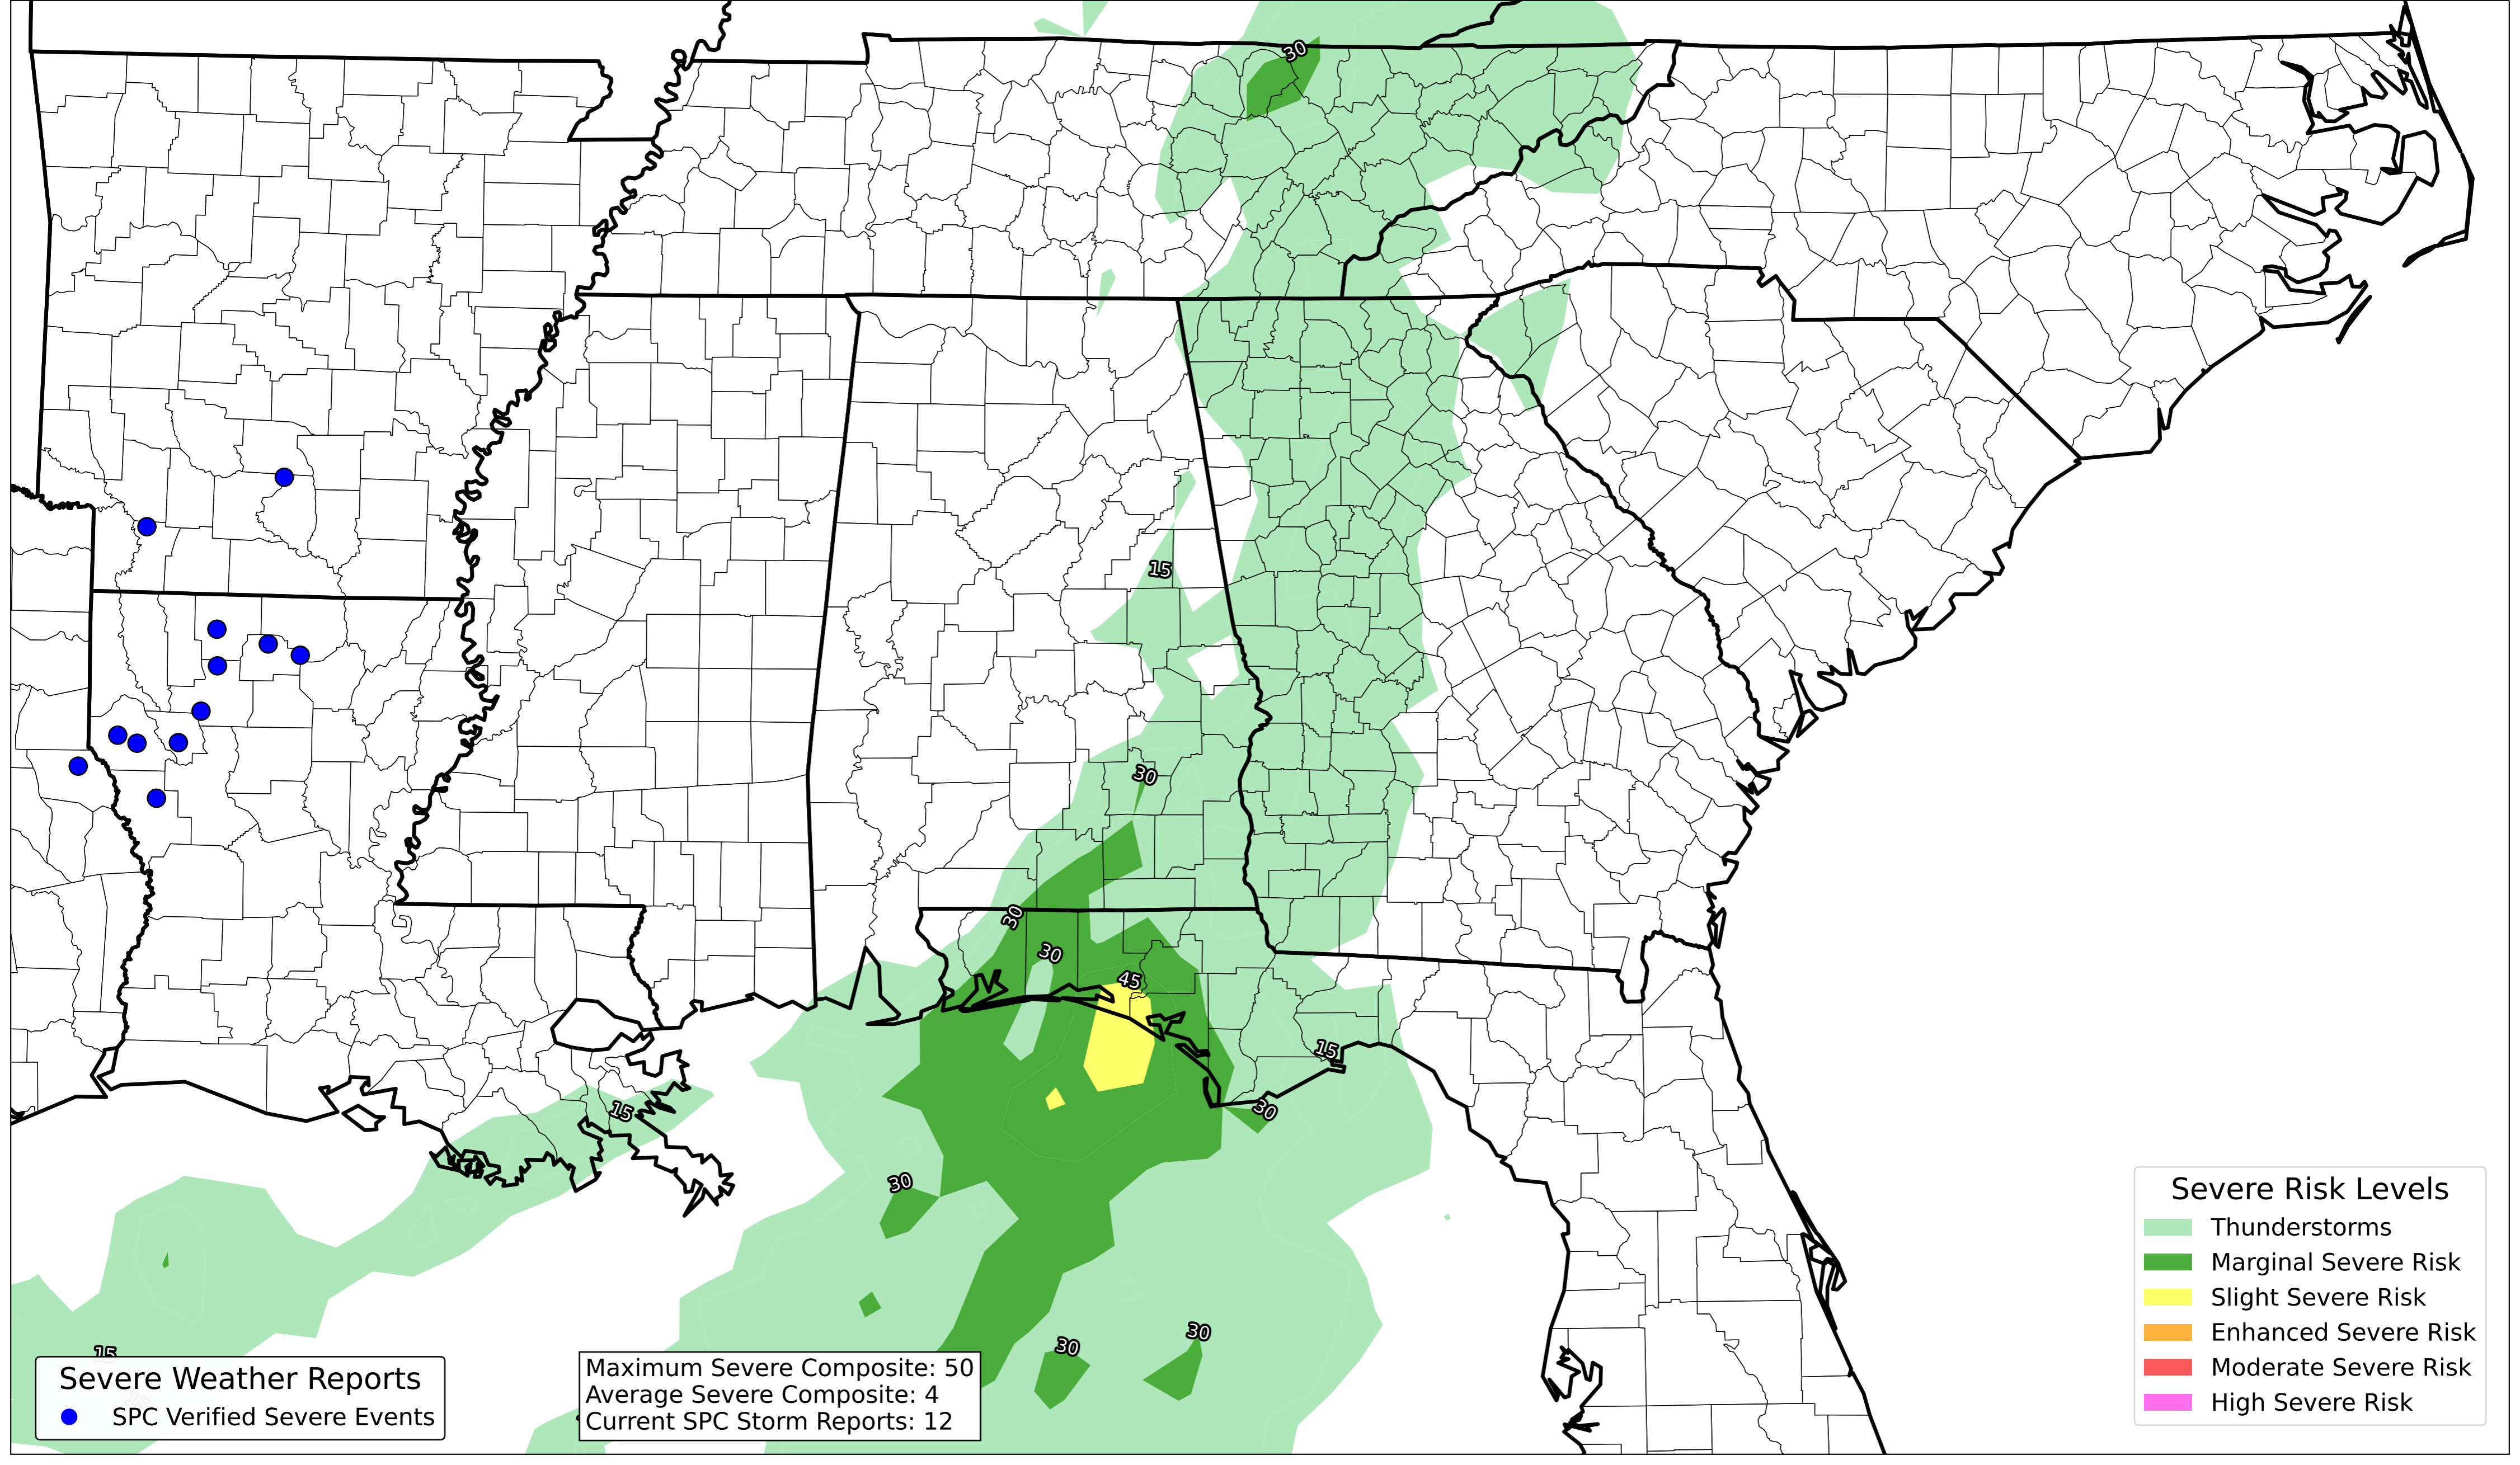 30
15
30
30
30
45
15
15
30
30
30
30
15
Severe Weather Reports
SPC Verified Severe Events
Maximum Severe Composite: 50
Average Severe Composite: 4
Current SPC Storm Reports: 12
Severe Risk Levels
Thunderstorms
Marginal Severe Risk
Slight Severe Risk
Enhanced Severe Risk
Moderate Severe Risk
High Severe Risk